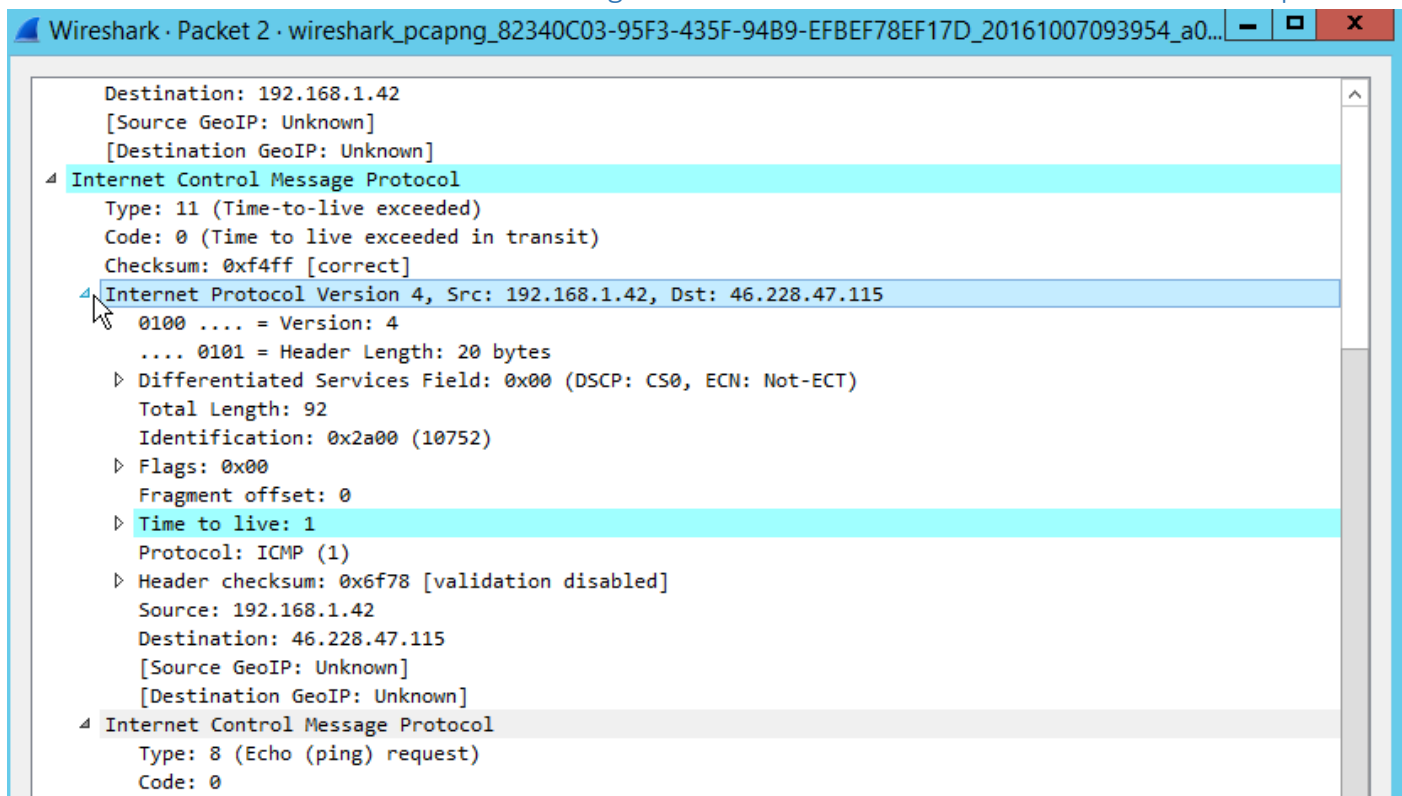 Wireshark · Packet 2 · wireshark_pcapng_82340C03-95F3-435F-94B9-EFBEF78EF17D_20161007093954_a0...
Destination: 192.168.1.42
[Source GeoIP: Unknown]
[Destination GeoIP: Unknown]
Internet Control Message Protocol
Type: 11 (Time-to-live exceeded)
Code: 0 (Time to live exceeded in transit)
Checksum: 0xf4ff [correct]
Internet Protocol Version 4, Src: 192.168.1.42, Dst: 46.228.47.115
0100 .... = Version: 4
.... 0101 = Header Length: 20 bytes
Differentiated Services Field: 0x00 (DSCP: CS0, ECN: Not-ECT)
Total Length: 92
Identification: 0x2a00 (10752)
Flags: 0x00
Fragment offset: 0
Time to live: 1
Protocol: ICMP (1)
Header checksum: 0x6f78 [validation disabled]
Source: 192.168.1.42
Destination: 46.228.47.115
[Source GeoIP: Unknown]
[Destination GeoIP: Unknown]
Internet Control Message Protocol
Type: 8 (Echo (ping) request)
Code: 0